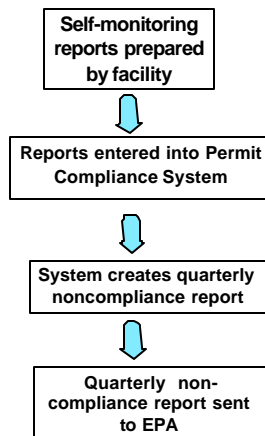 Self-monitoring
reports prepared
by facility
Reports entered into Permit
Compliance System
System creates quarterly
noncompliance report
Quarterly non-
compliance report sent
to EPA